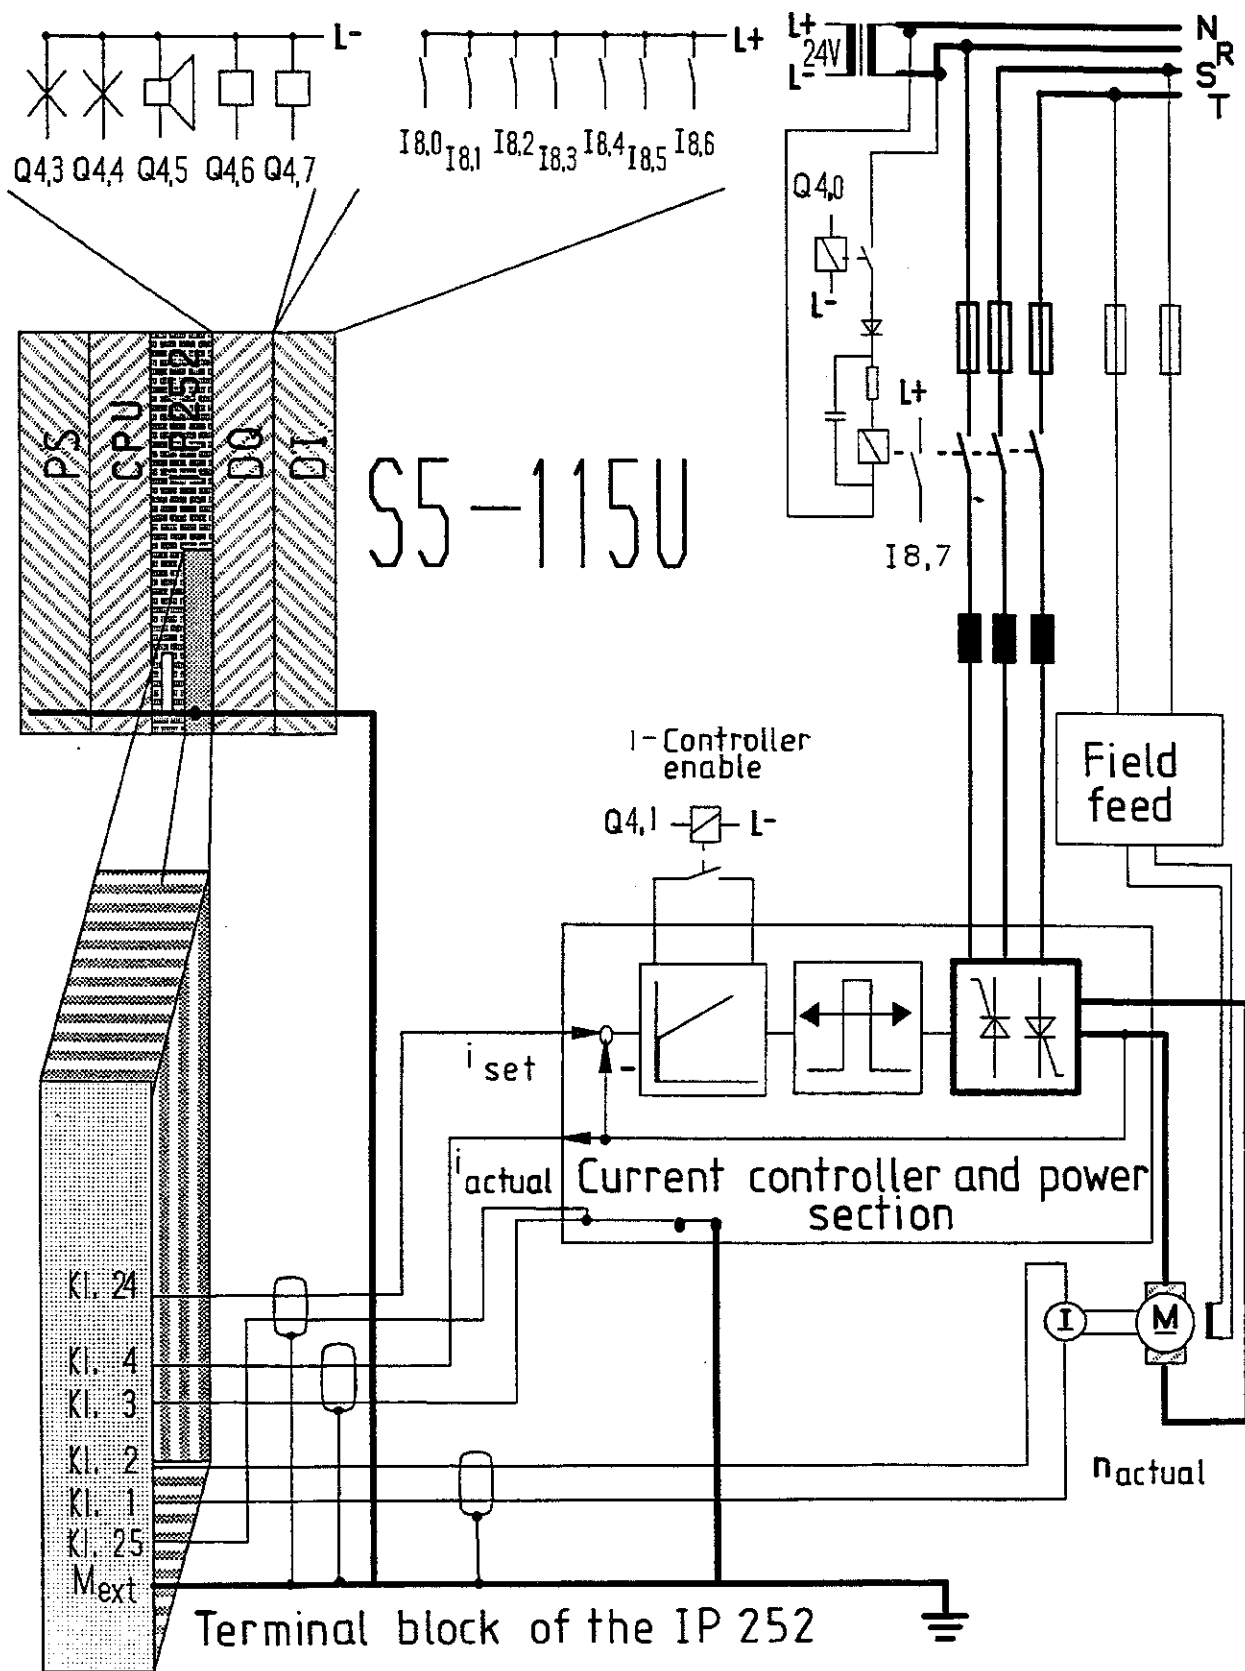 L-
L+
L+
24V
L-
N
R
S
T
Q4,3 Q4,4 Q4,5 Q4,6 Q4,7
I8,0 I8,1 I8,2 I8,3 I8,4 I8,5 I8,6
Q4,0
L-
L+
I8,7
PS
CPU
IP252
DQ
DI
S5-115U
I-Controller
enable
Q4,1
L-
Field
feed
i set
-
i actual
Current controller and power
section
Kl. 24
Kl. 4
Kl. 3
Kl. 2
Kl. 1
Kl. 25
Mext
I
M
n actual
Terminal block of the IP 252